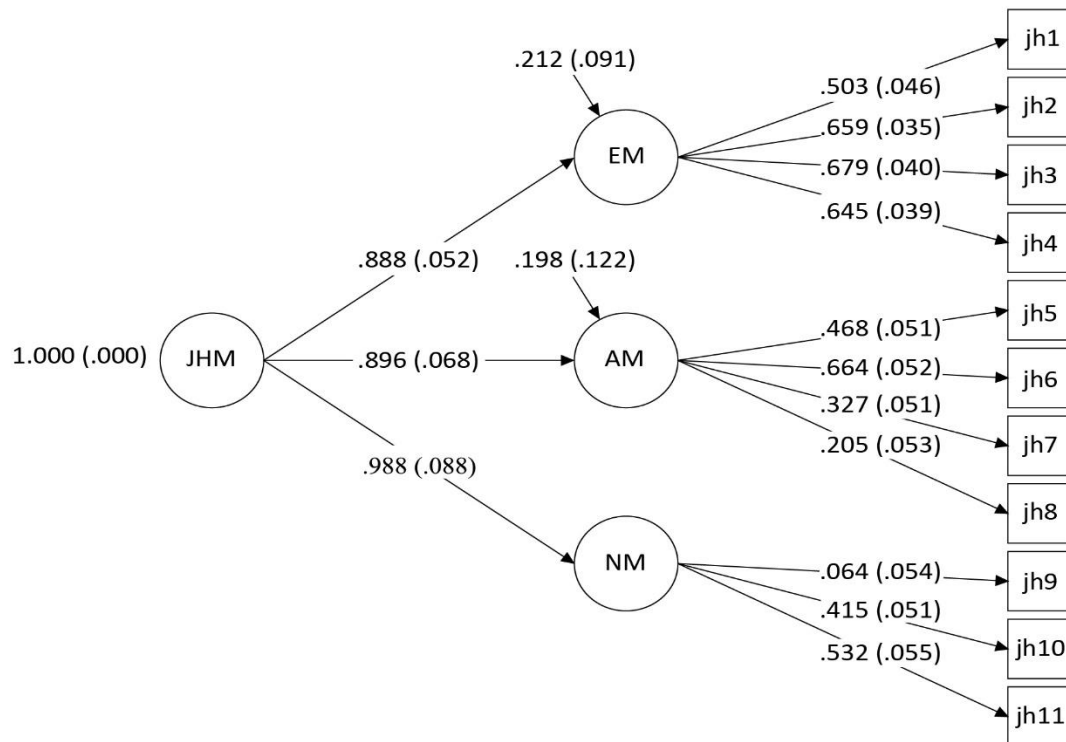 jh1
.212 (.091)
.503 (.046)
jh2
.659 (.035)
EM
.679 (.040)
jh3
.645 (.039)
jh4
.888 (.052)
.198 (.122)
jh5
.468 (.051)
1.000 (.000)
JHM
.896 (.068)
AM
.664 (.052)
jh6
.327 (.051)
jh7
.205 (.053)
.988 (.088)
jh8
NM
.064 (.054)
jh9
.415 (.051)
jh10
.532 (.055)
jh11